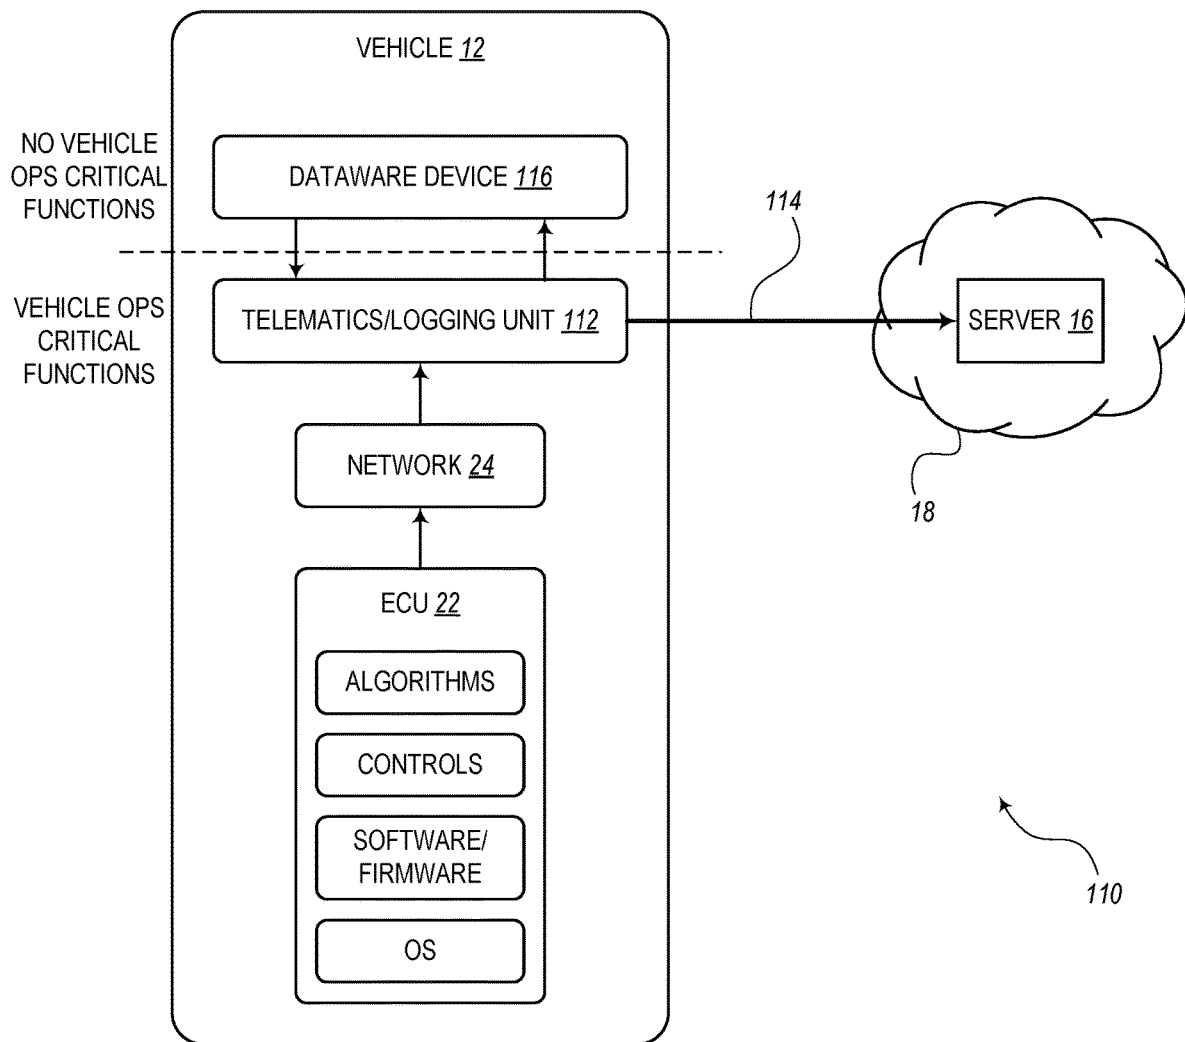 VEHICLE 12
NO VEHICLE
OPS CRITICAL
FUNCTIONS
DATAWARE DEVICE 116
114
VEHICLE OPS
CRITICAL
FUNCTIONS
TELEMATICS/LOGGING UNIT 112
SERVER 16
NETWORK 24
18
ECU 22
ALGORITHMS
CONTROLS
SOFTWARE/
FIRMWARE
OS
110